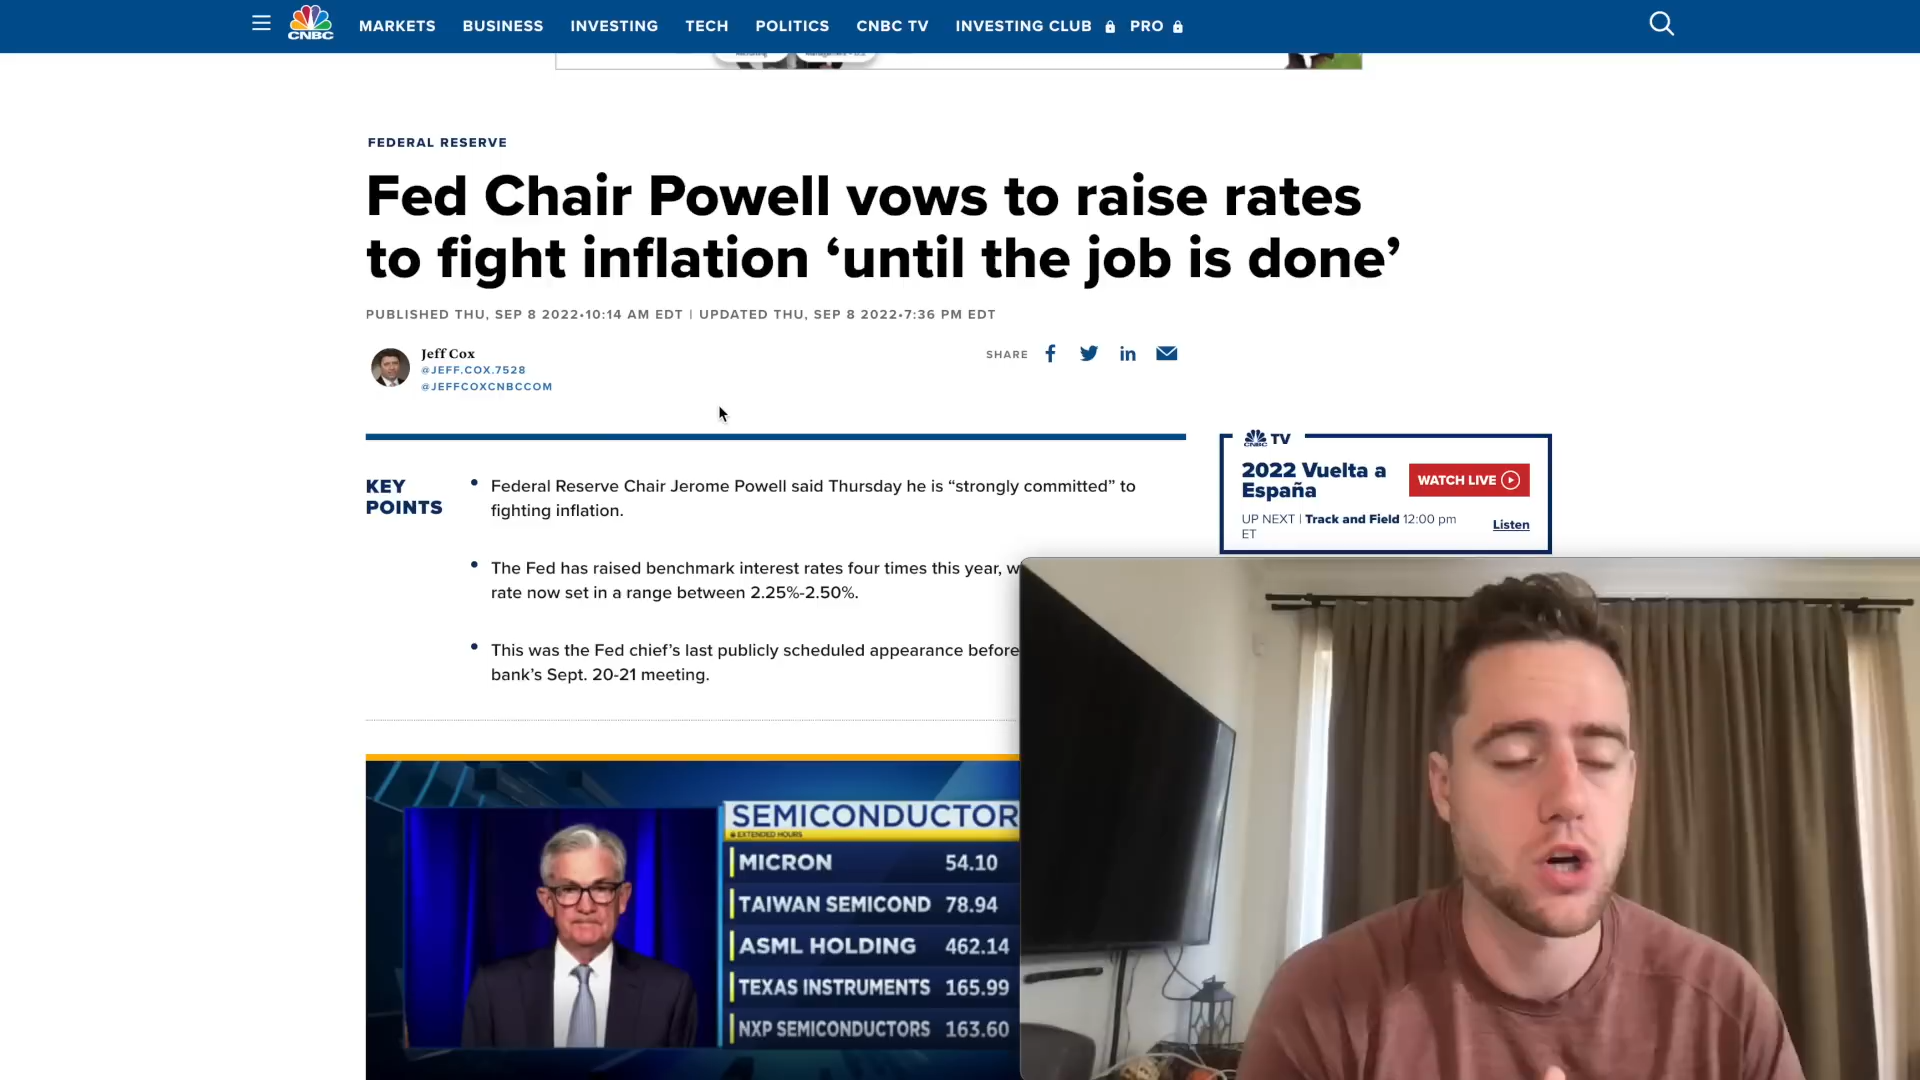 CNBC
MARKETS
BUSINESS
INVESTING
TECH
POLITICS
CNBC TV
INVESTING CLUB
PRO
FEDERAL RESERVE
Fed Chair Powell vows to raise rates
to fight inflation ‘until the job is done’
PUBLISHED THU, SEP 8 2022•10:14 AM EDT | UPDATED THU, SEP 8 2022•7:36 PM EDT
Jeff Cox
@JEFF.COX.7528
@JEFFCOXCNBCCOM
SHARE
KEY
POINTS
• Federal Reserve Chair Jerome Powell said Thursday he is “strongly committed” to
fighting inflation.
• The Fed has raised benchmark interest rates four times this year, w
rate now set in a range between 2.25%-2.50%.
• This was the Fed chief’s last publicly scheduled appearance before
bank’s Sept. 20-21 meeting.
CNBC TV
2022 Vuelta a
España
WATCH LIVE
UP NEXT | Track and Field 12:00 pm
ET
Listen
SEMICONDUCTOR
EXTENDED HOURS
MICRON 54.10
TAIWAN SEMICOND 78.94
ASML HOLDING 462.14
TEXAS INSTRUMENTS 165.99
NXP SEMICONDUCTORS 163.60